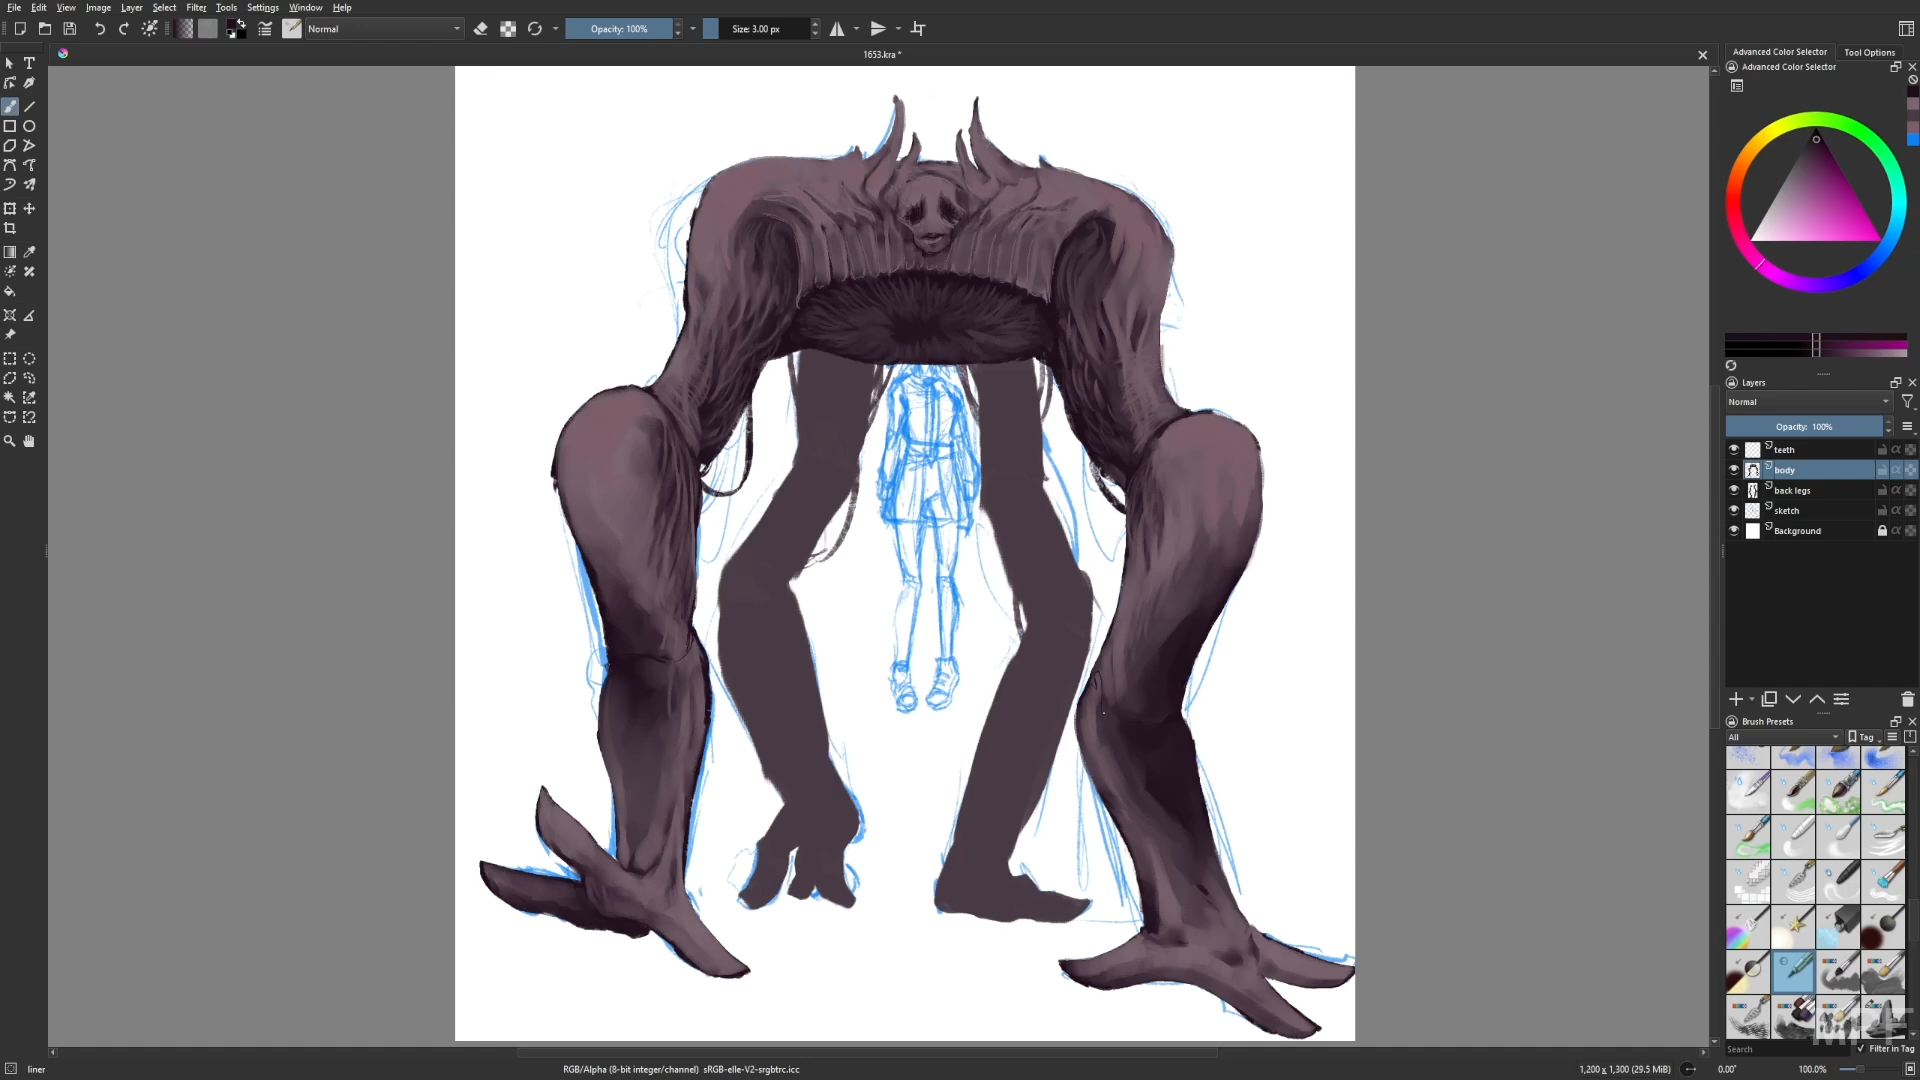 File Edit View Image Layer Select Filter Tools Settings Window Help
Normal Opacity: 100% Size: 3.00 px
1653.kra *
Advanced Color Selector Tool Options
Advanced Color Selector
Layers
Normal
Opacity: 100%
teeth
body
back legs
sketch
Background
Brush Presets
All Tag
Search Filter in Tag
liner RGB/Alpha (8-bit integer/channel) sRGB-elle-V2-srgbtrc.icc 1,200 x 1,300 (29.5 MiB) 0.00° 100.0%